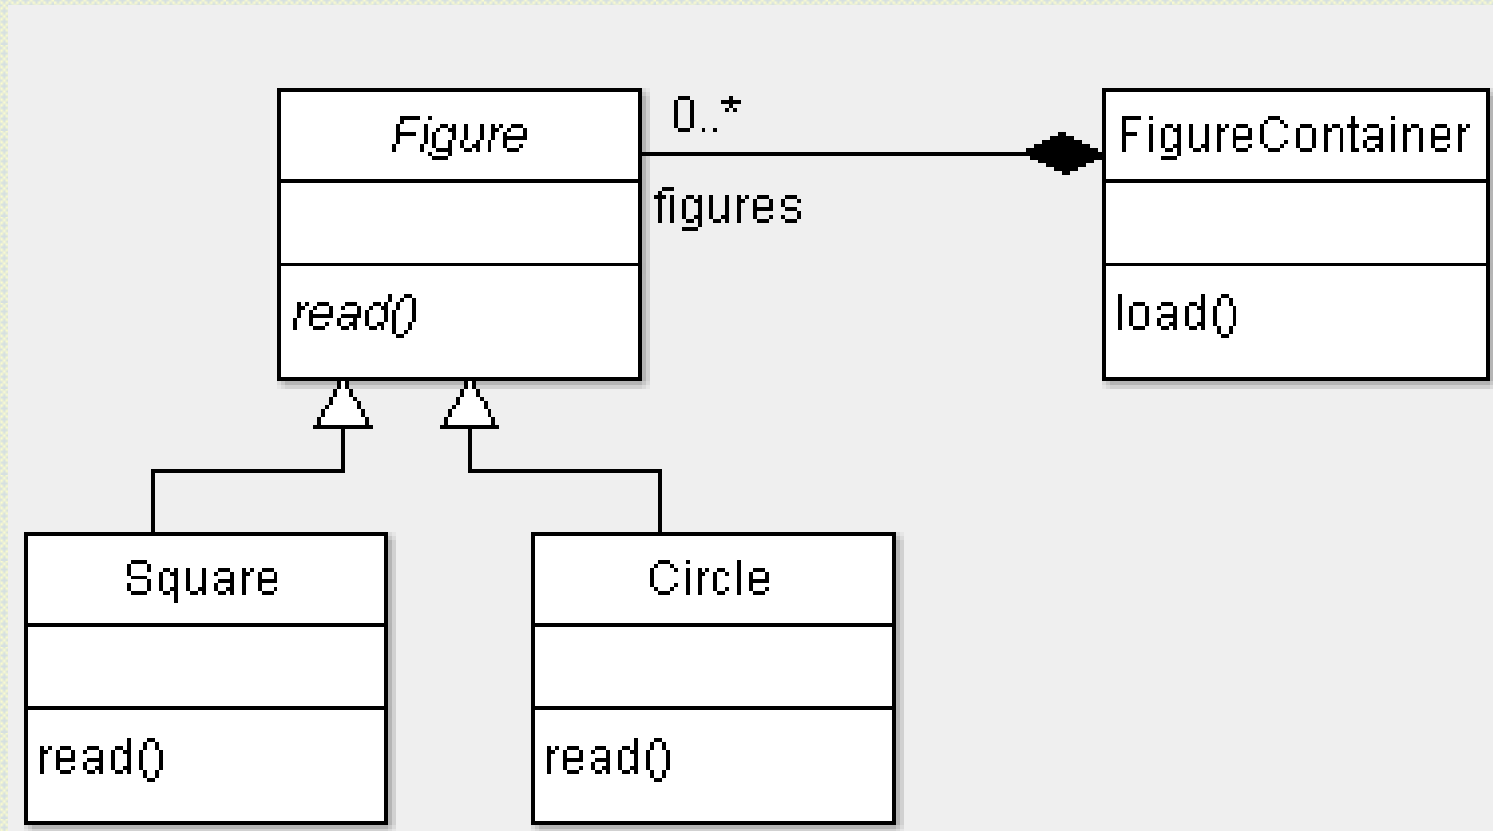 Figure
0..*
FigureContainer
figures
read()
load()
Square
Circle
read()
read()